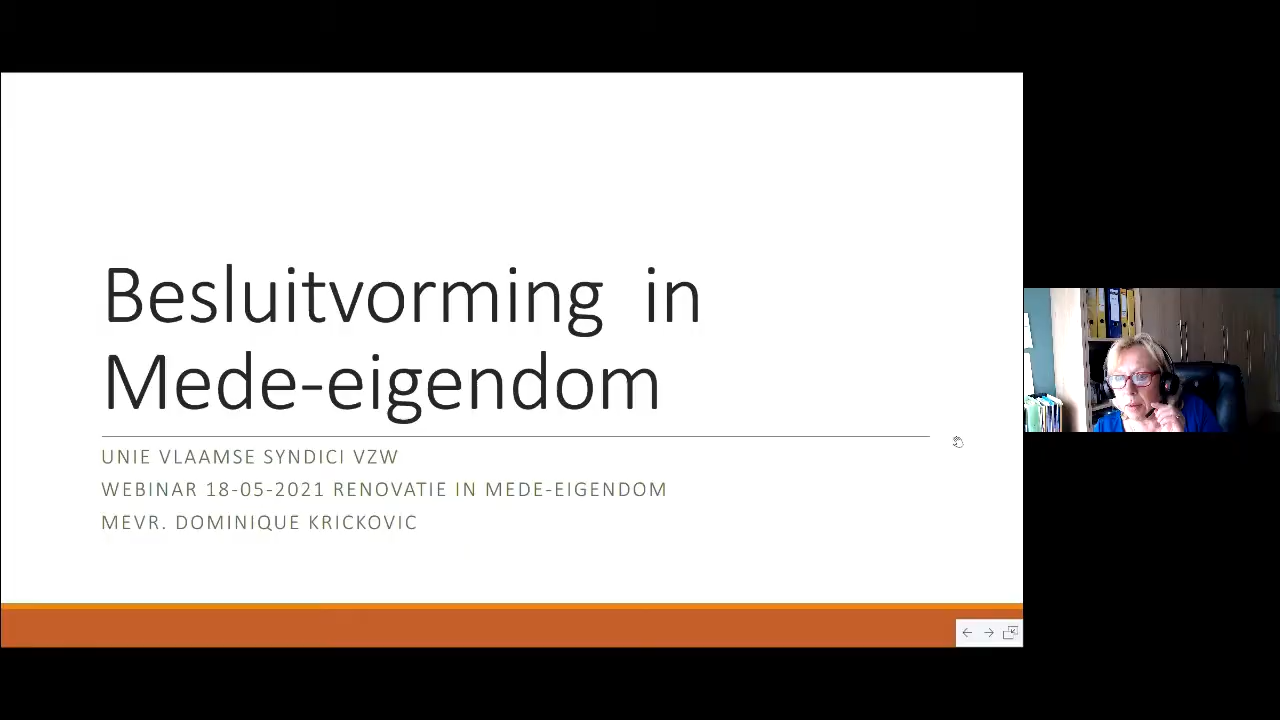 Besluitvorming in
Mede-eigendom
UNIE VLAAMSE SYNDICI VZW
WEBINAR 18-05-2021 RENOVATIE IN MEDE-EIGENDOM
MEVR. DOMINIQUE KRICKOVIC